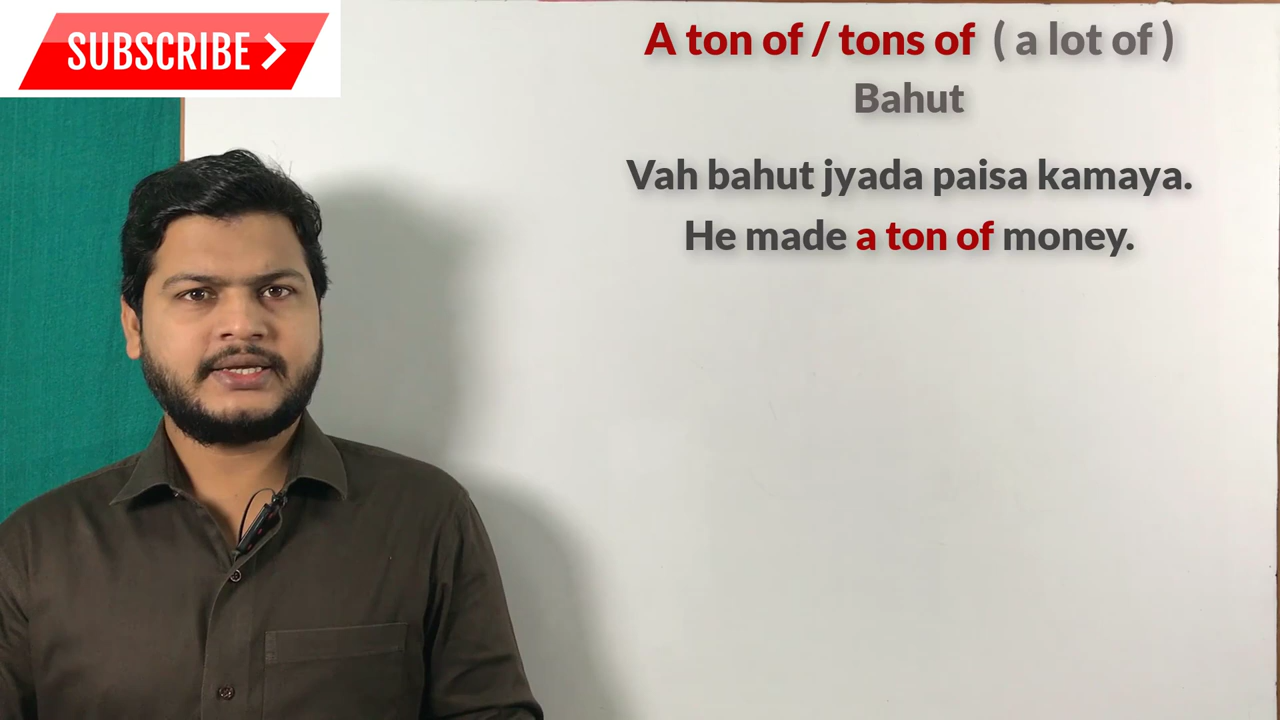 SUBSCRIBE
A ton of / tons of ( a lot of )
Bahut
Vah bahut jyada paisa kamaya.
He made a ton of money.